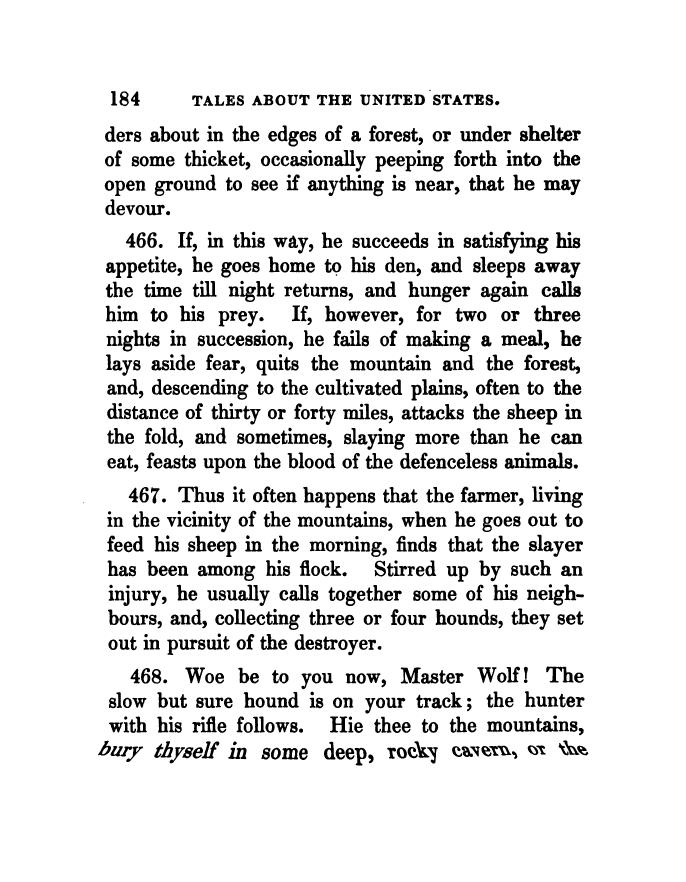 184 TALES ABOUT THE UNITED STATES.
ders about in the edges of a forest, or under shelter
of some thicket, occasionally peeping forth into the
open ground to see if anything is near, that he may
devour.
466. If, in this way, he succeeds in satisfying his
appetite, he goes home to his den, and sleeps away
the time till night returns, and hunger again calls
him to his prey. If, however, for two or three
nights in succession, he fails of making a meal, he
lays aside fear, quits the mountain and the forest,
and, descending to the cultivated plains, often to the
distance of thirty or forty miles, attacks the sheep in
the fold, and sometimes, slaying more than he can
eat, feasts upon the blood of the defenceless animals.
467. Thus it often happens that the farmer, living
in the vicinity of the mountains, when he goes out to
feed his sheep in the morning, finds that the slayer
has been among his flock. Stirred up by such an
injury, he usually calls together some of his neigh-
bours, and, collecting three or four hounds, they set
out in pursuit of the destroyer.
468. Woe be to you now, Master Wolf! The
slow but sure hound is on your track; the hunter
with his rifle follows. Hie thee to the mountains,
bury thyself in some deep, rocky cavern, or the